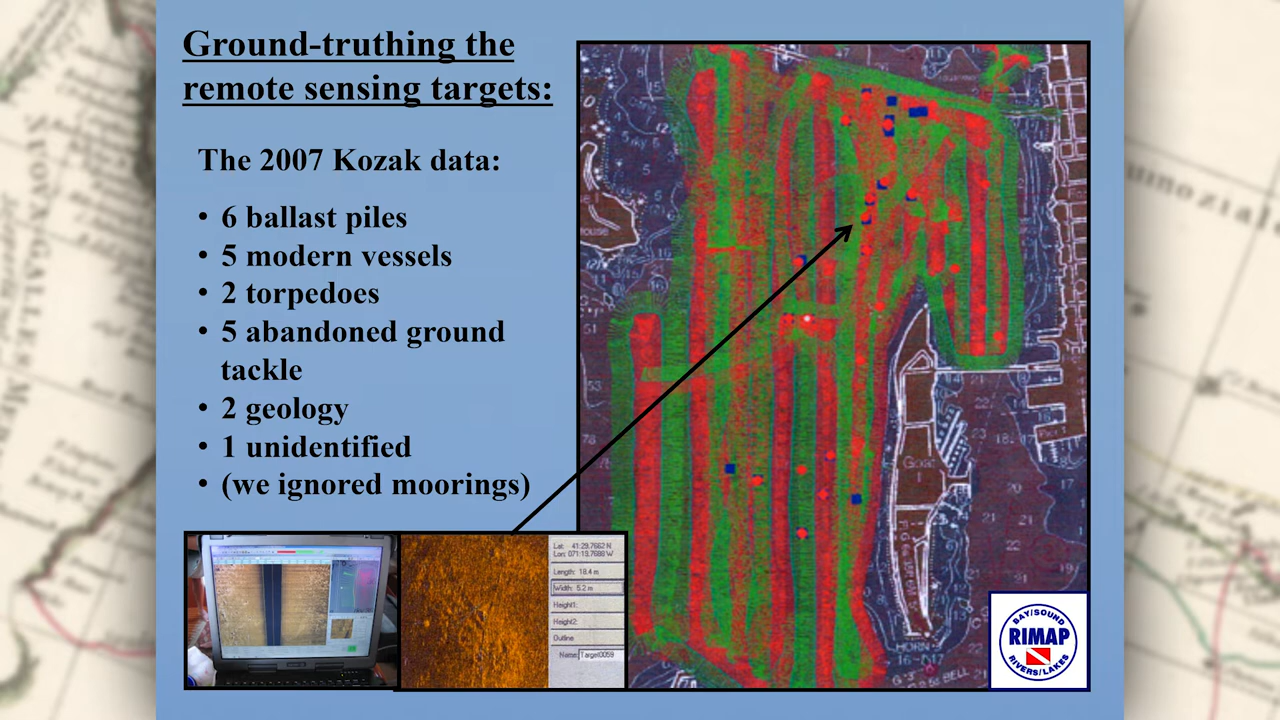 Ground-truthing the
remote sensing targets:
The 2007 Kozak data:
• 6 ballast piles
• 5 modern vessels
• 2 torpedoes
• 5 abandoned ground
tackle
• 2 geology
• 1 unidentified
• (we ignored moorings)
Lat: 41:29.7662 N
Lon: 071:19.7688 W
Length: 18.4 m
Width: 5.2 m
Height1:
Height2:
Outline
Name: Target0059
Goat I
BAY/SOUND
RIMAP
RIVERS/LAKES